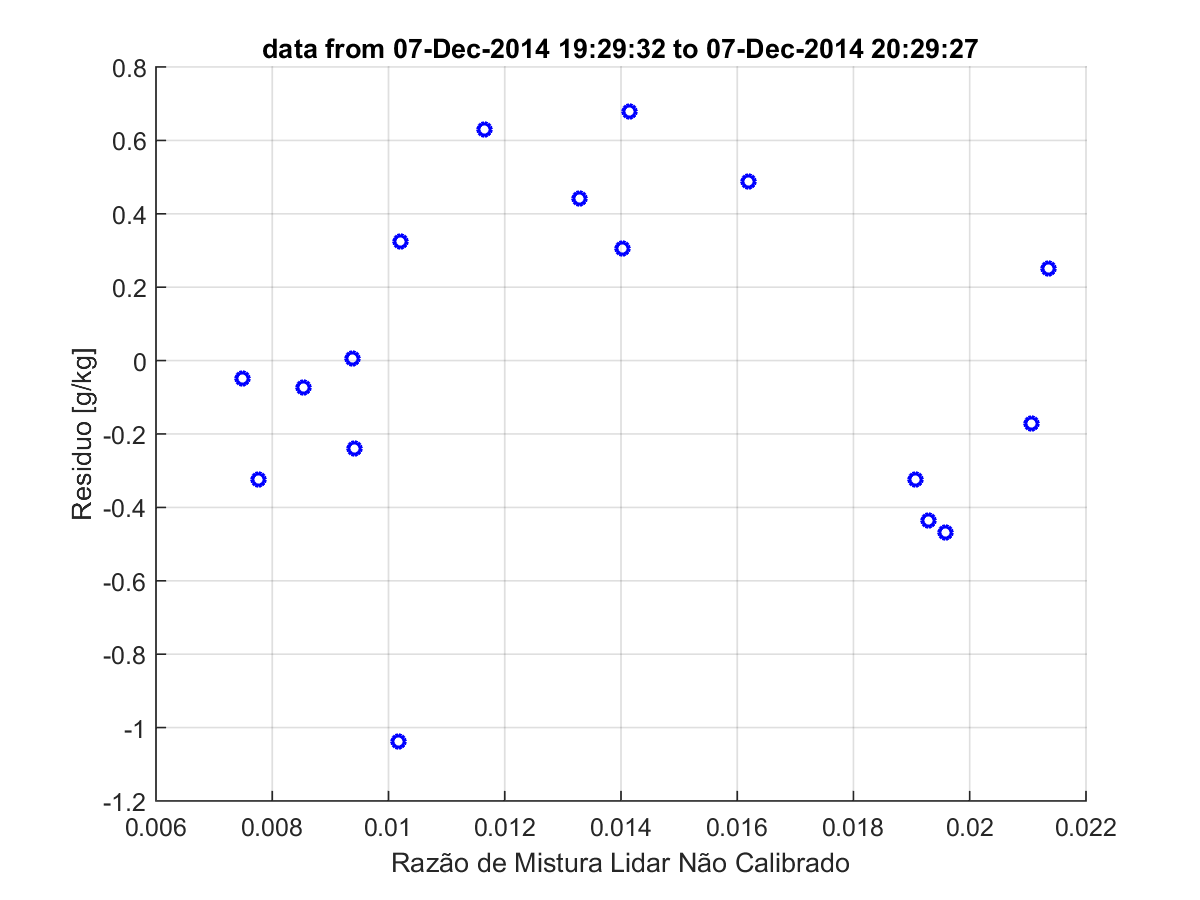 data from 07-Dec-2014 19:29:32 to 07-Dec-2014 20:29:27
0.8
0.6
0.4
0.2
0
-0.2
-0.4
-0.6
-0.8
-1
-1.2
Resíduo [g/kg]
0.006 0.008 0.01 0.012 0.014 0.016 0.018 0.02 0.022
Razão de Mistura Lidar Não Calibrado